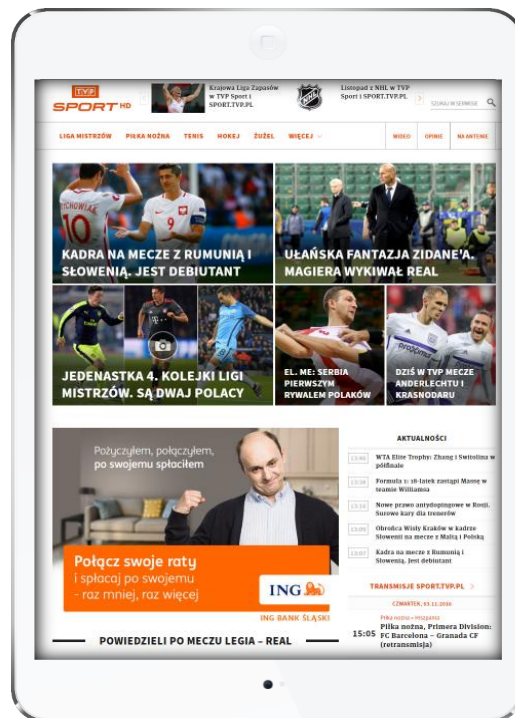 TVP
SPORT HD
Krajowa Liga Zapasów
w TVP Sport i
SPORT.TVP.PL
NHL
Listopad z NHL w TVP
Sport i SPORT.TVP.PL
SZUKAJ W SERWISIE
LIGA MISTRZÓW PIŁKA NOŻNA TENIS HOKEJ ŻUŻEL WIĘCEJ
WIDEO OPINIE NA ANTENIE
10
9
KADRA NA MECZE Z RUMUNIĄ I
SŁOWENIĄ. JEST DEBIUTANT
UŁAŃSKA FANTAZJA ZIDANE'A.
MAGIERA WYKIWAŁ REAL
JEDENASTKA 4. KOLEJKI LIGI
MISTRZÓW. SĄ DWAJ POLACY
EL. ME: SERBIA
PIERWSZYM
RYWALEM POLAKÓW
DZIŚ W TVP MECZE
ANDERLECHTU I
KRASNODARU
Pożyczyłem, połączyłem,
po swojemu spłaciłem
Połącz swoje raty
i spłacaj po swojemu
- raz mniej, raz więcej
ING
ING BANK ŚLĄSKI
POWIEDZIELI PO MECZU LEGIA – REAL
AKTUALNOŚCI
WTA Elite Trophy: Zhang i Switolina w
półfinale
Formuła 1: 18-latek zastąpi Massę w
teamie Williamsa
Nowe prawo antydopingowe w Rosji.
Surowe kary dla trenerów
Obrońca Wisły Kraków w kadrze
Słowenii na mecze z Maltą i Polską
Kadra na mecze z Rumunią i
Słowenią. Jest debiutant
TRANSMISJE SPORT.TVP.PL
CZWARTEK, 03.11.2016
Piłka nożna » Hiszpania
15:05 Piłka nożna, Primera Division:
FC Barcelona – Granada CF
(retransmisja)